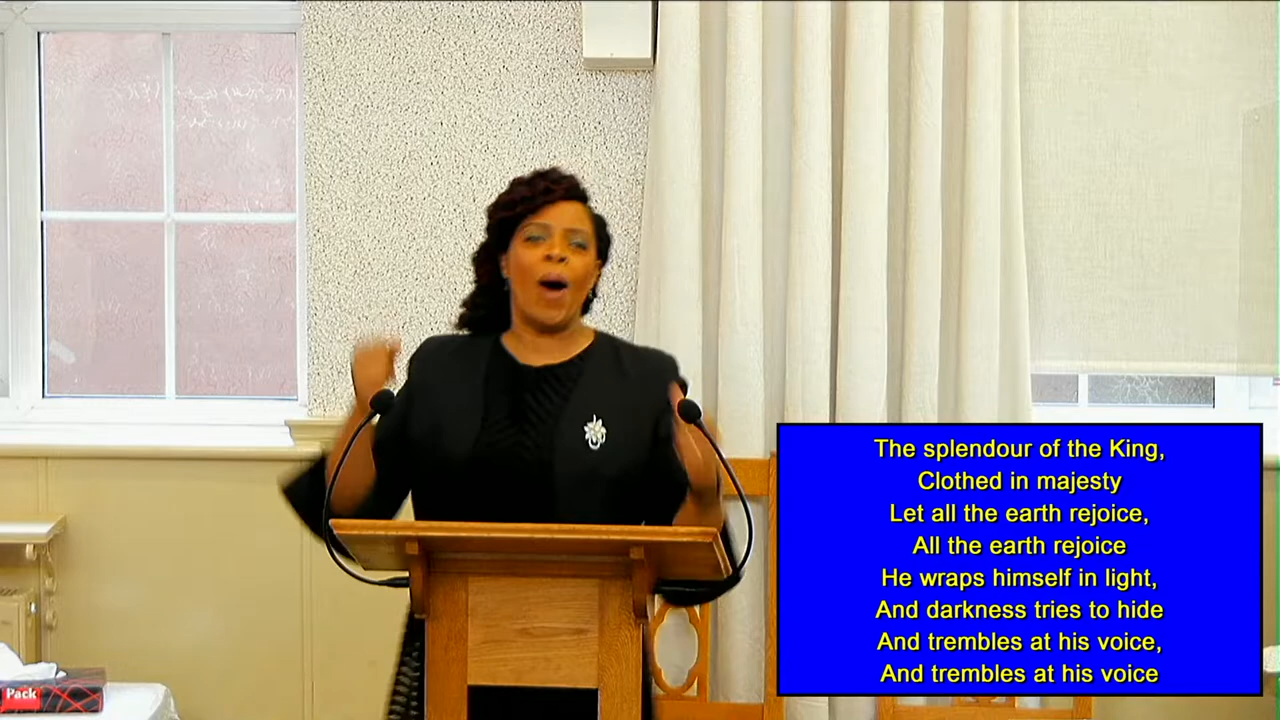 The splendour of the King,
Clothed in majesty
Let all the earth rejoice,
All the earth rejoice
He wraps himself in light,
And darkness tries to hide
And trembles at his voice,
And trembles at his voice
Pack